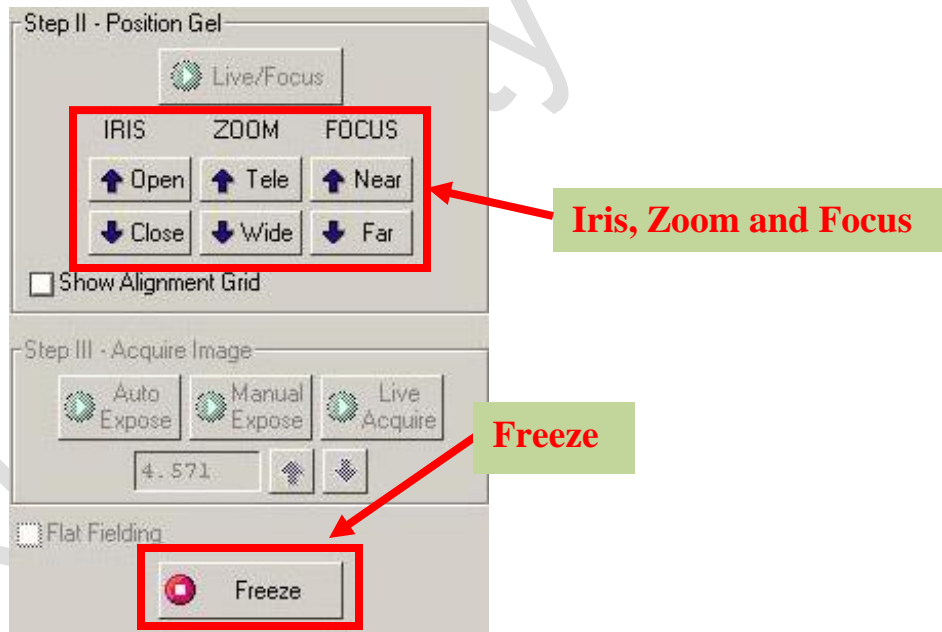 Step II - Position Gel
Live/Focus
IRIS ZOOM FOCUS
Open Tele Near
Close Wide Far
Iris, Zoom and Focus
Show Alignment Grid
Step III - Acquire Image
Auto Expose Manual Expose Live Acquire
Freeze
4.571
Flat Fielding
Freeze